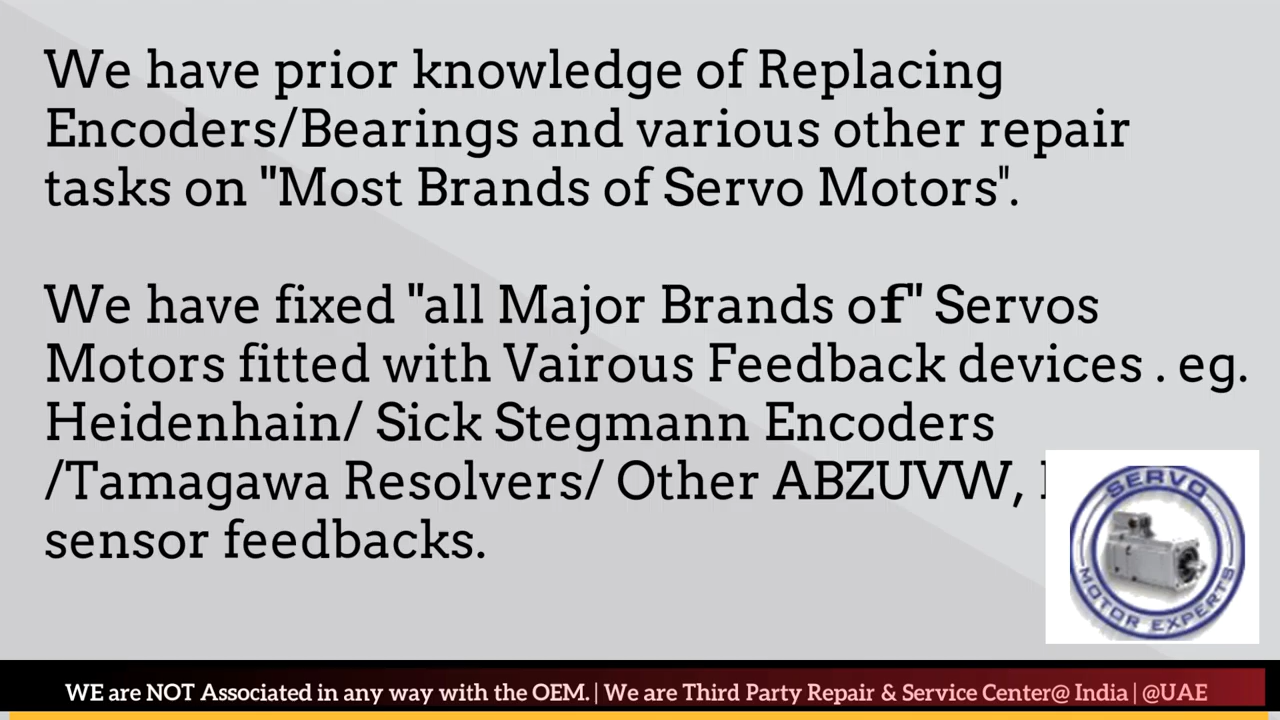 We have prior knowledge of Replacing
Encoders/Bearings and various other repair
tasks on "Most Brands of Servo Motors".
We have fixed "all Major Brands of" Servos
Motors fitted with Vairous Feedback devices . eg.
Heidenhain/ Sick Stegmann Encoders
/Tamagawa Resolvers/ Other ABZUVW,
sensor feedbacks.
SERVO
MOTOR EXPERTS
WE are NOT Associated in any way with the OEM. | We are Third Party Repair & Service Center@ India | @UAE